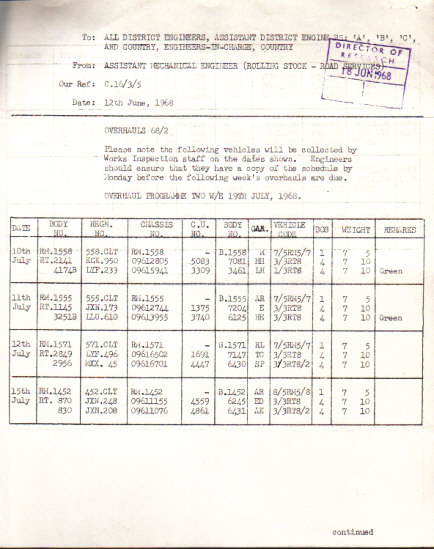 To: ALL DISTRICT ENGINEERS, ASSISTANT DISTRICT ENGINEERS: 'A', 'B', 'C',
AND COUNTRY, ENGINEERS-IN-CHARGE, COUNTRY
DIRECTOR OF
RESEARCH
18 JUN 1968
From: ASSISTANT MECHANICAL ENGINEER (ROLLING STOCK - ROAD SERVICES)
Our Ref: C.16/3/5
Date: 12th June, 1968
OVERHAULS 68/2
Please note the following vehicles will be collected by
Works Inspection staff on the dates shown. Engineers
should ensure that they have a copy of the schedule by
Monday before the following week's overhauls are due.
OVERHAUL PROGRAMME TWO W/E 19TH JULY, 1968.
DATE BODY NO. REGN. NO. CHASSIS NO. C.U. NO. BODY NO. GAR. VEHICLE CODE BOS WEIGHT REMARKS
10th RM.1558 558.CLT RM.1558 - B.1558 7/5RM5/7 1 7 5
July RT.2141 KGK.950 09612805 5083 7081 MH 3/3RT8 4 7 10
4174B LYF.233 09615941 3309 3461 LH 1/3RT8 4 7 10 Green
11th RM.1555 555.CLT RM.1555 - B.1555 AR 7/5RM5/7 1 7 5
July RT.1145 JXN.173 09612744 1375 7204 E 3/3RT8 4 7 10
3251B LLU.610 09613955 3740 6125 3/3RT8 4 7 10 Green
12th RM.1571 571.CLT RM.1571 - B.1571 RL 7/5RM5/7 1 7 5
July RT.2849 LYF.496 09616602 1691 7147 TC 3/3RT8 4 7 10
2956 MXX. 45 09616701 4447 6430 SP 3/3RT8/2 4 7 10
15th RM.1452 452.CLT RM.1452 - B.1452 AR 8/5RM5/8 1 7 5
July RT. 870 JXN.248 09611155 4559 6245 ED 3/3RT8 4 7 10
830 JXN.208 09611076 4861 6431 AK 3/3RT8/2 4 7 10
continued